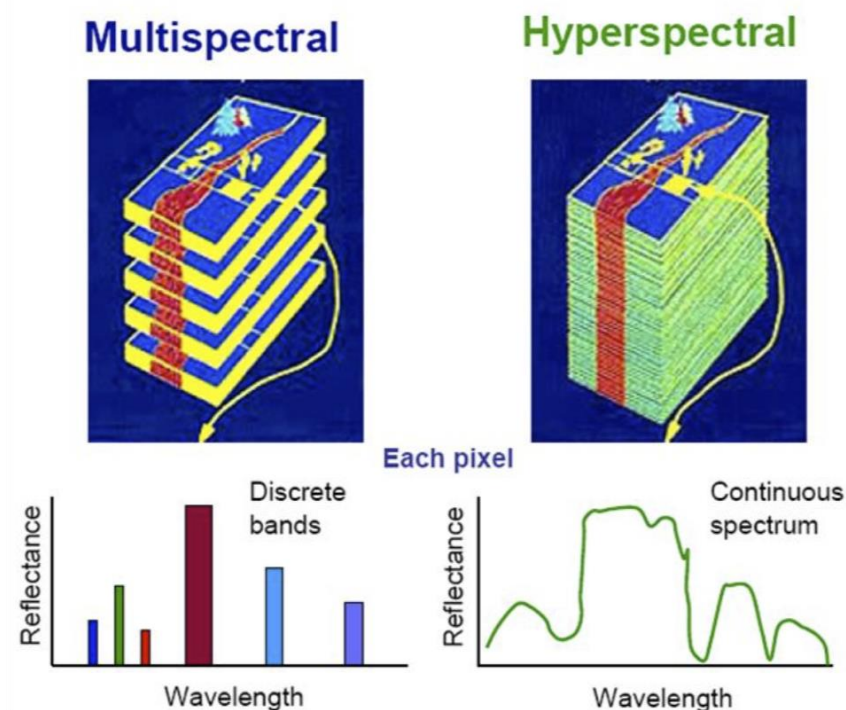 Multispectral
Hyperspectral
Each pixel
Reflectance
Discrete
bands
Wavelength
Reflectance
Continuous
spectrum
Wavelength